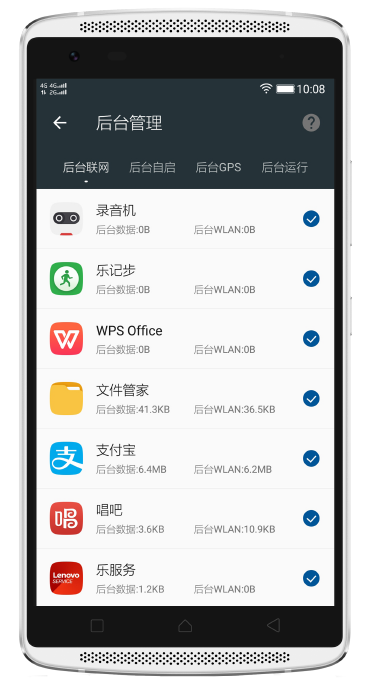 4G 4G 10:08
1L 2G
后台管理 ?
后台联网 后台自启 后台GPS 后台运行
录音机
后台数据:0B 后台WLAN:0B
乐记步
后台数据:0B 后台WLAN:0B
WPS Office
后台数据:0B 后台WLAN:0B
文件管家
后台数据:41.3KB 后台WLAN:36.5KB
支付宝
支 后台数据:6.4MB 后台WLAN:6.2MB
唱吧
唱 后台数据:3.6KB 后台WLAN:10.9KB
乐服务
Lenovo
SERVICE
后台数据:1.2KB 后台WLAN:0B